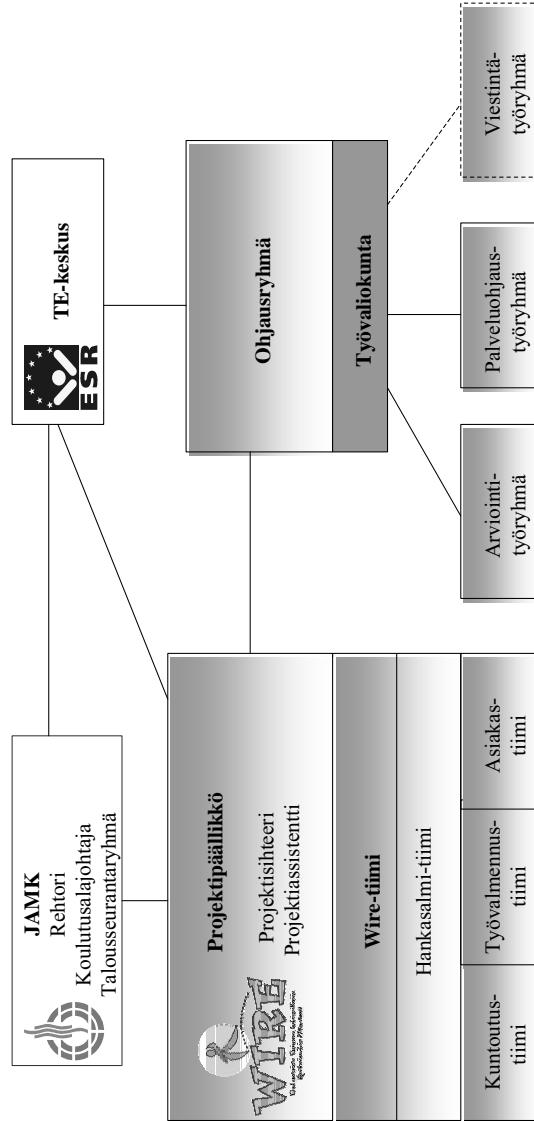 JAMK
Rehtori
Koulutusalajohtaja
Talousseurantaryhmä
TE-keskus
ESR
Projektipäällikkö
Projektisihteeri
Projektiassistentti
WIRE
Ohjausryhmä
Työvaliokunta
Wire-tiimi
Hankasalmi-tiimi
Kuntoutus-
tiimi
Työvalmennus-
tiimi
Asiakas-
tiimi
Arviointi-
työryhmä
Palveluohjaus-
työryhmä
Viestintä-
työryhmä